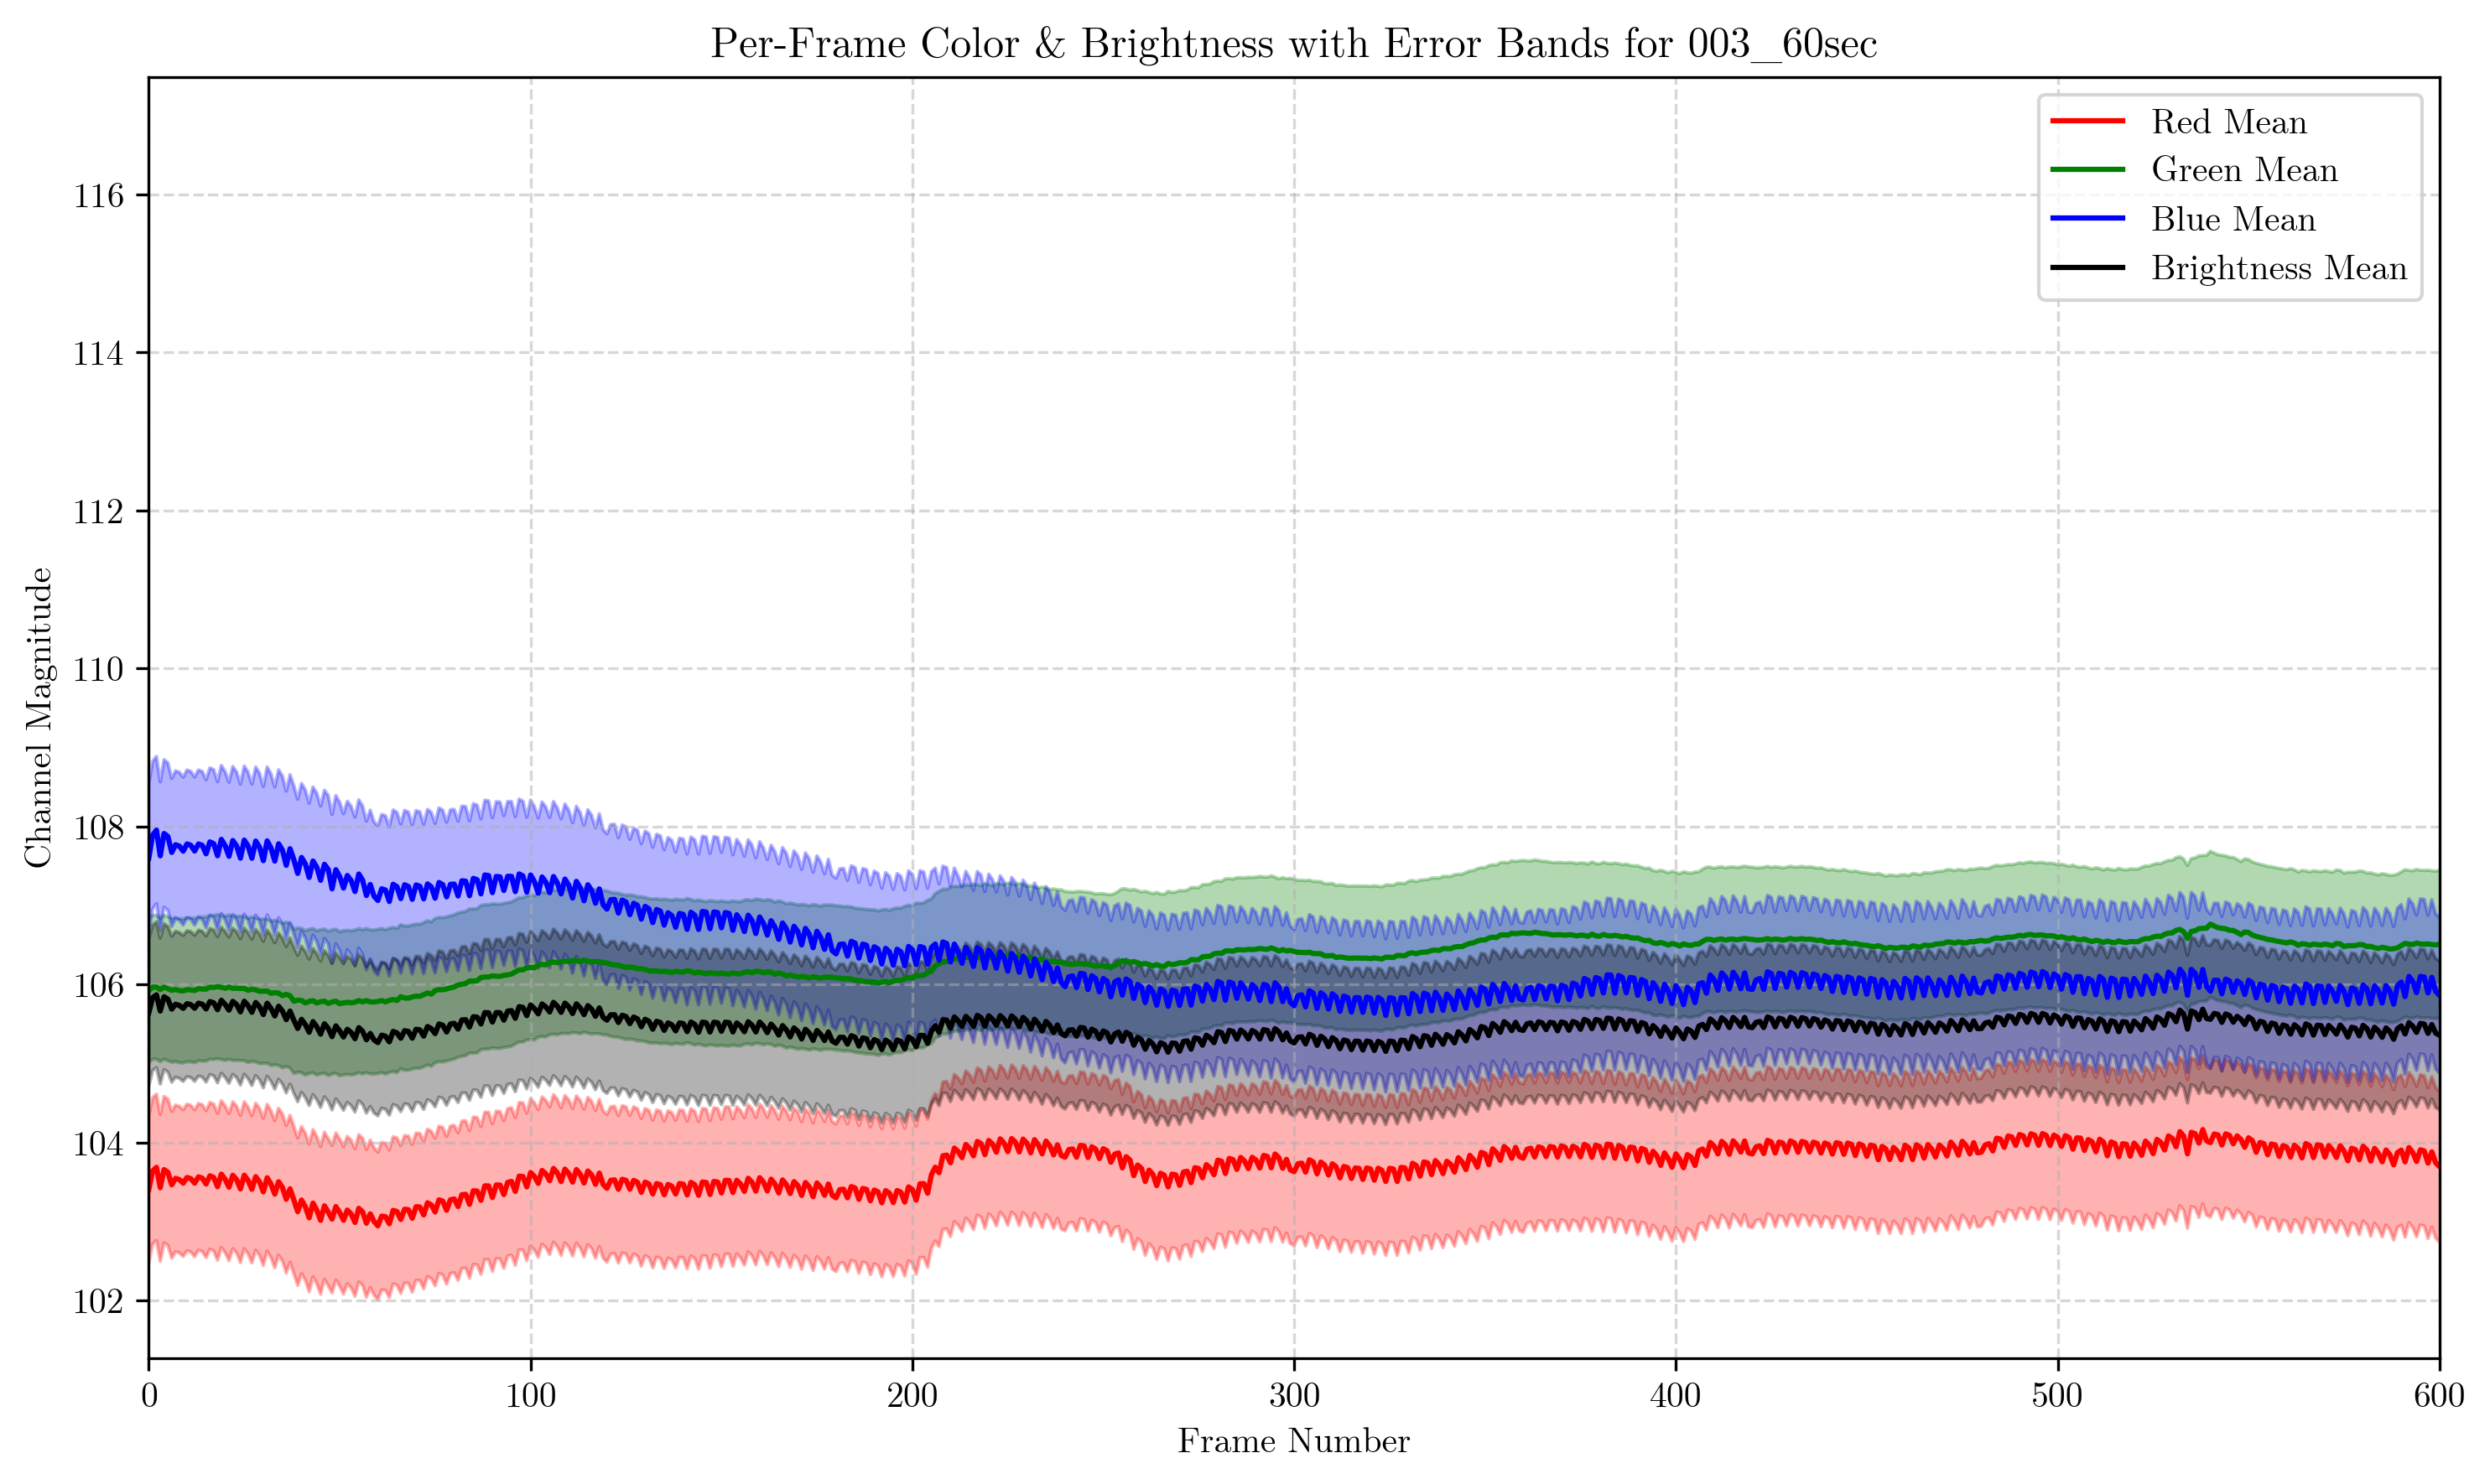 Per-Frame Color & Brightness with Error Bands for 003_60sec
Red Mean
Green Mean
Blue Mean
Brightness Mean
Channel Magnitude
116
114
112
110
108
106
104
102
0 100 200 300 400 500 600
Frame Number